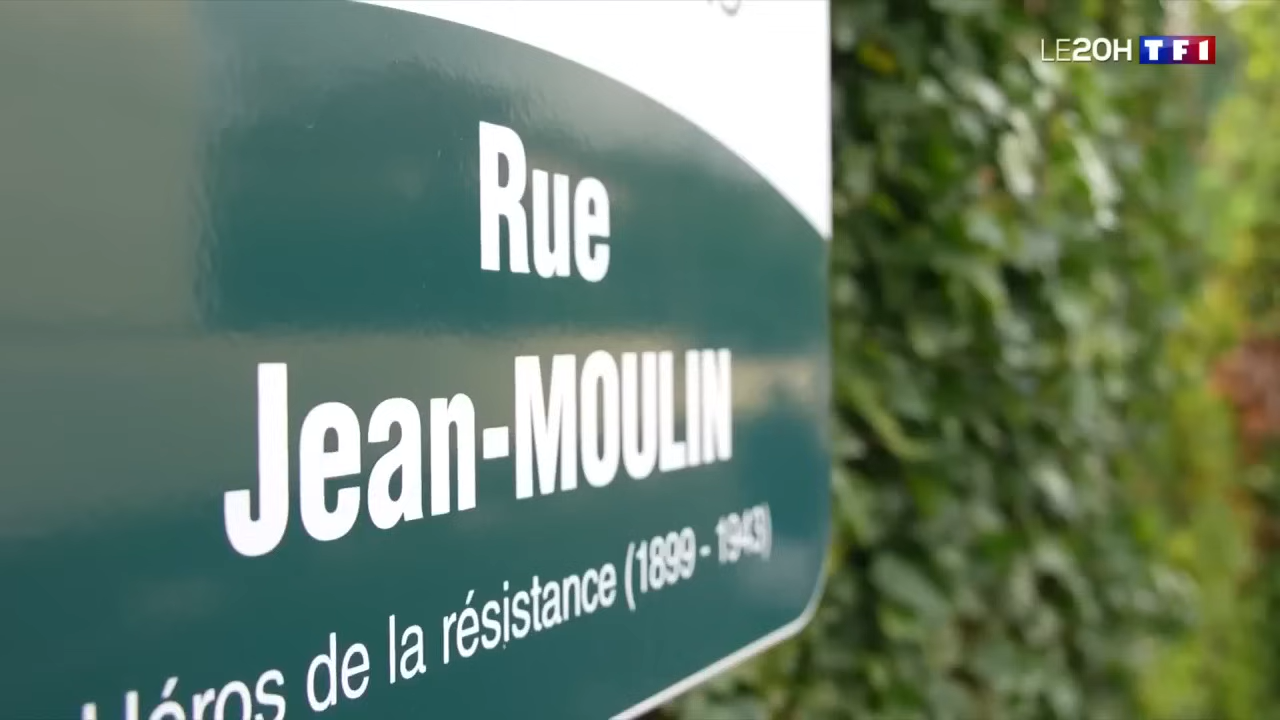 LE20H TF1
Rue
Jean-MOULIN
Héros de la résistance (1899 - 1943)